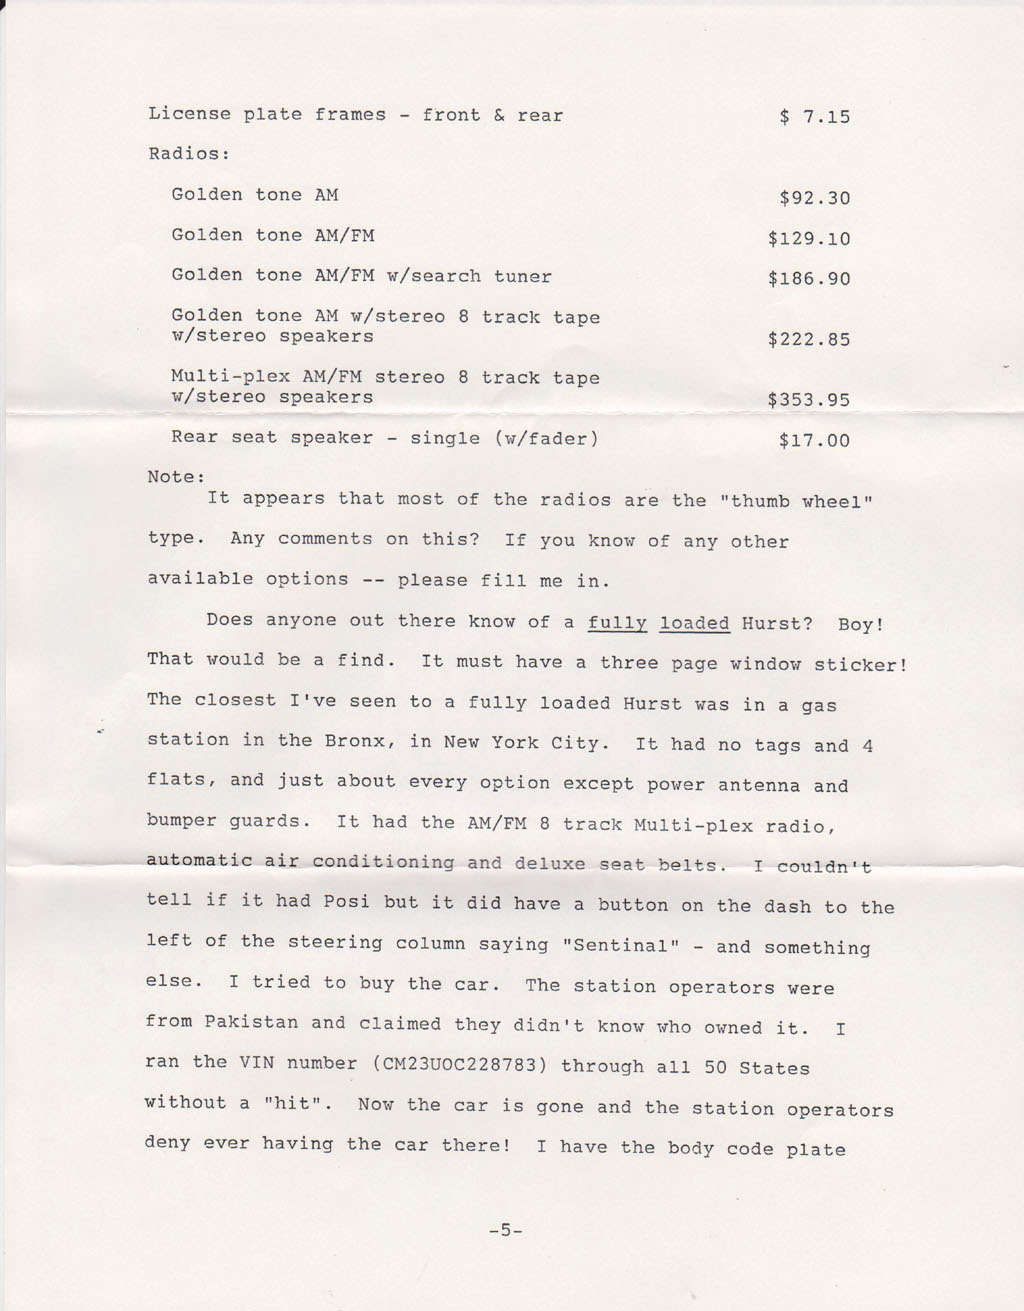 License plate frames - front & rear $ 7.15
Radios:
Golden tone AM $92.30
Golden tone AM/FM $129.10
Golden tone AM/FM w/search tuner $186.90
Golden tone AM w/stereo 8 track tape
w/stereo speakers $222.85
Multi-plex AM/FM stereo 8 track tape
w/stereo speakers $353.95
Rear seat speaker - single (w/fader) $17.00
Note:
It appears that most of the radios are the "thumb wheel"
type. Any comments on this? If you know of any other
available options -- please fill me in.
Does anyone out there know of a fully loaded Hurst? Boy!
That would be a find. It must have a three page window sticker!
The closest I've seen to a fully loaded Hurst was in a gas
station in the Bronx, in New York City. It had no tags and 4
flats, and just about every option except power antenna and
bumper guards. It had the AM/FM 8 track Multi-plex radio,
automatic air conditioning and deluxe seat belts. I couldn't
tell if it had Posi but it did have a button on the dash to the
left of the steering column saying "Sentinal" - and something
else. I tried to buy the car. The station operators were
from Pakistan and claimed they didn't know who owned it. I
ran the VIN number (CM23UOC228783) through all 50 States
without a "hit". Now the car is gone and the station operators
deny ever having the car there! I have the body code plate
-5-